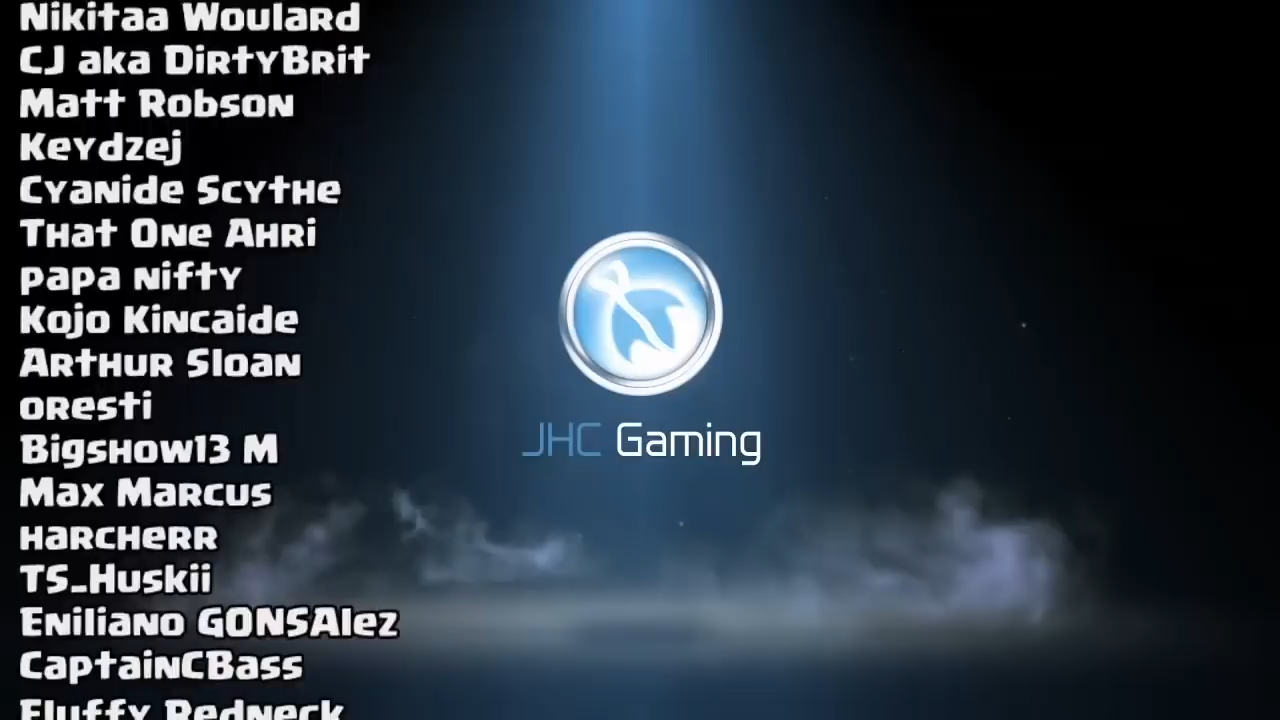 Nikitaa Woulard
CJ aka DirtyBrit
Matt Robson
Keydzej
Cyanide Scythe
That One Ahri
papa nifty
Kojo Kincaide
Arthur Sloan
oresti
Bigshow13 M
Max Marcus
harcherr
TS_Huskii
Eniliano GONSAlez
CaptainCBass
Fluffy Redneck
JHC Gaming